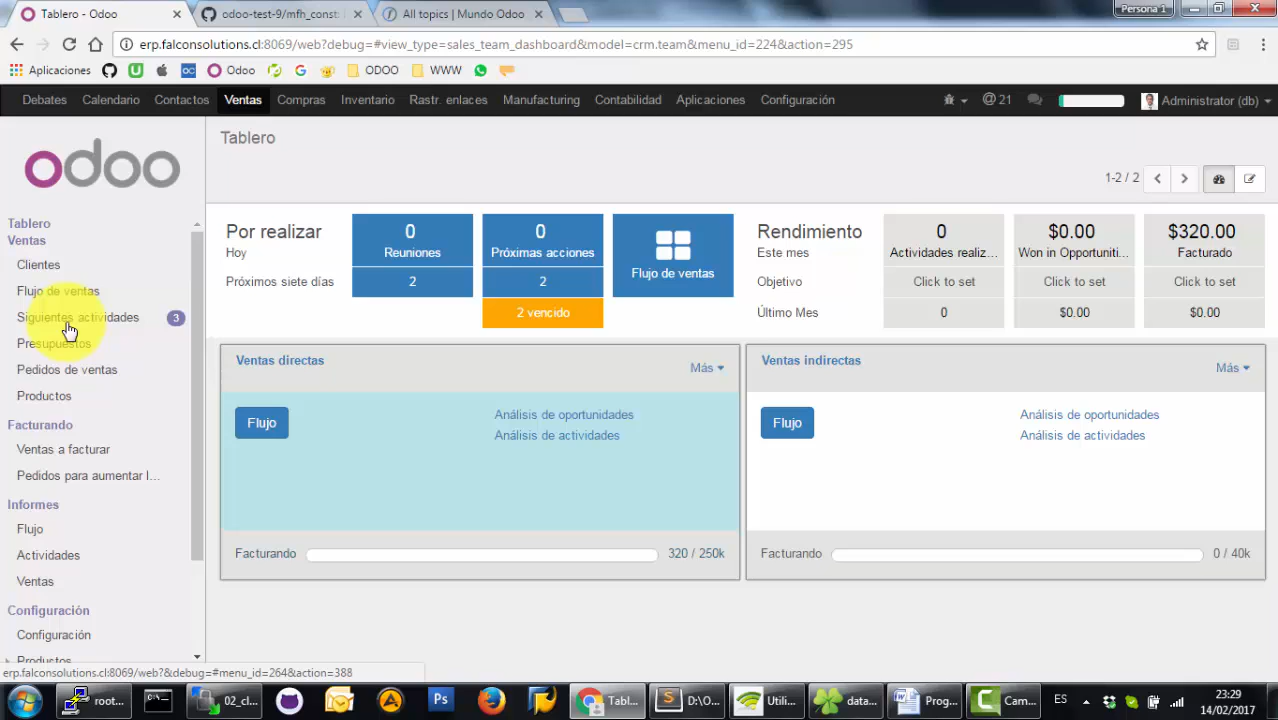 Tablero - Odoo
odoo-test-9/mfh_const
All topics | Mundo Odoo
Persona 1
erp.falconsolutions.cl:8069/web?debug=#view_type=sales_team_dashboard&model=crm.team&menu_id=224&action=295
Aplicaciones
Odoo
ODOO
WWW
Debates Calendario Contactos Ventas Compras Inventario Rastr. enlaces Manufacturing Contabilidad Aplicaciones Configuración
@ 21
Administrator (db)
odoo
Tablero
1-2 / 2
Tablero
Ventas
Clientes
Flujo de ventas
Siguientes actividades 3
Presupuestos
Pedidos de ventas
Productos
Facturando
Ventas a facturar
Pedidos para aumentar l...
Informes
Flujo
Actividades
Ventas
Configuración
Configuración
Productos
Por realizar
Hoy
Próximos siete días
0
Reuniones
2
0
Próximas acciones
2
2 vencido
Flujo de ventas
Rendimiento
Este mes
Objetivo
Último Mes
0
Actividades realiz...
Click to set
0
$0.00
Won in Opportuniti...
Click to set
$0.00
$320.00
Facturado
Click to set
$0.00
Ventas directas
Más
Flujo
Análisis de oportunidades
Análisis de actividades
Facturando
320 / 250k
Ventas indirectas
Más
Flujo
Análisis de oportunidades
Análisis de actividades
Facturando
0 / 40k
erp.falconsolutions.cl:8069/web?&debug=#menu_id=264&action=388
root...
02_cl...
Ps
Tabl...
D:\O...
Utili...
data...
Prog...
Cam...
ES
23:29
14/02/2017